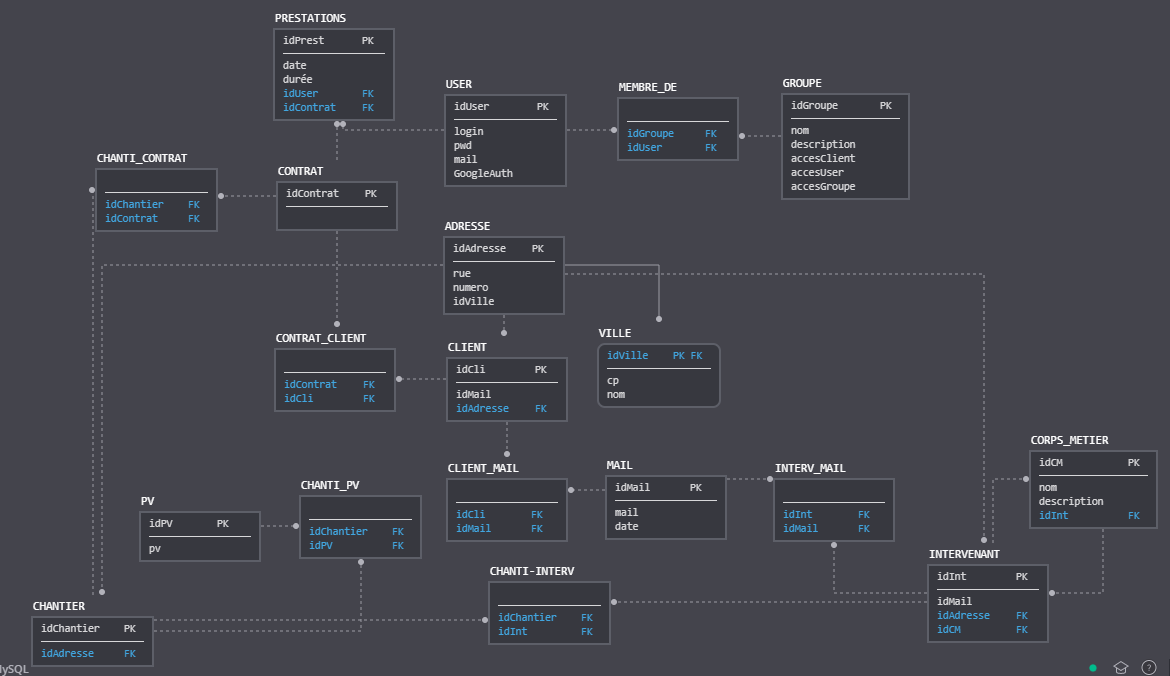 PRESTATIONS
idPrest PK
date
durée
idUser FK
idContrat FK
USER
idUser PK
login
pwd
mail
GoogleAuth
MEMBRE_DE
idGroupe FK
idUser FK
GROUPE
idGroupe PK
nom
description
accesClient
accesUser
accesGroupe
CHANTI_CONTRAT
idChantier FK
idContrat FK
CONTRAT
idContrat PK
ADRESSE
idAdresse PK
rue
numero
idVille
CONTRAT_CLIENT
idContrat FK
idCli FK
CLIENT
idCli PK
idMail
idAdresse FK
VILLE
idVille PK FK
cp
nom
CORPS_METIER
idCM PK
nom
description
idInt FK
CLIENT_MAIL
idCli FK
idMail FK
MAIL
idMail PK
mail
date
INTERV_MAIL
idInt FK
idMail FK
PV
idPV PK
pv
CHANTI_PV
idChantier FK
idPV FK
INTERVENANT
idInt PK
idMail
idAdresse FK
idCM FK
CHANTI-INTERV
idChantier FK
idInt FK
CHANTIER
idChantier PK
idAdresse FK
lySQL
?